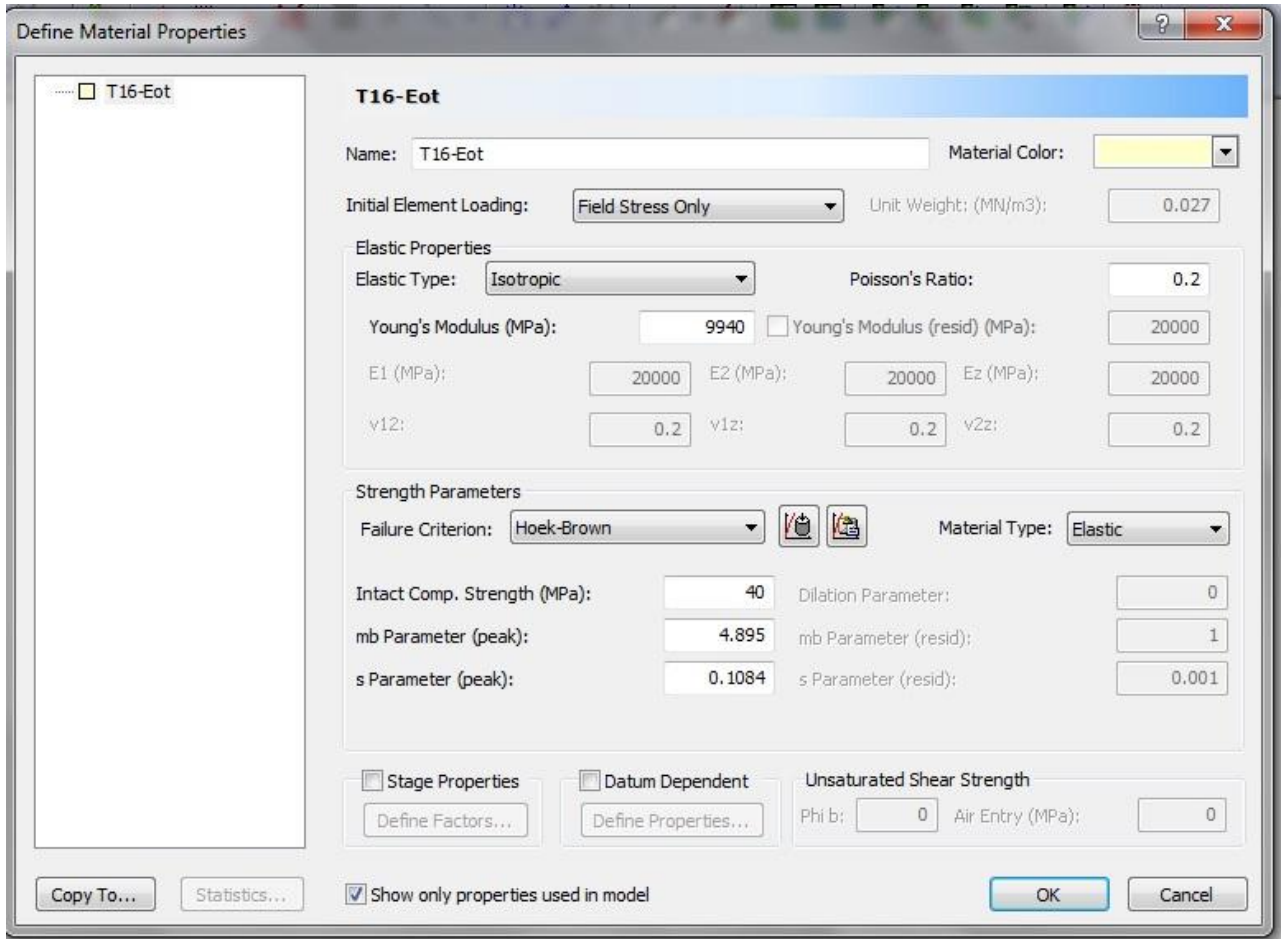 Define Material Properties
T16-Eot
T16-Eot
Name: T16-Eot Material Color:
Initial Element Loading: Field Stress Only Unit Weight: (MN/m3): 0.027
Elastic Properties
Elastic Type: Isotropic Poisson's Ratio: 0.2
Young's Modulus (MPa): 9940 Young's Modulus (resid) (MPa): 20000
E1 (MPa): 20000 E2 (MPa): 20000 Ez (MPa): 20000
v12: 0.2 v1z: 0.2 v2z: 0.2
Strength Parameters
Failure Criterion: Hoek-Brown Material Type: Elastic
Intact Comp. Strength (MPa): 40 Dilation Parameter: 0
mb Parameter (peak): 4.895 mb Parameter (resid): 1
s Parameter (peak): 0.1084 s Parameter (resid): 0.001
Stage Properties Datum Dependent Unsaturated Shear Strength
Define Factors... Define Properties... Phi b: 0 Air Entry (MPa): 0
Copy To... Statistics... Show only properties used in model OK Cancel